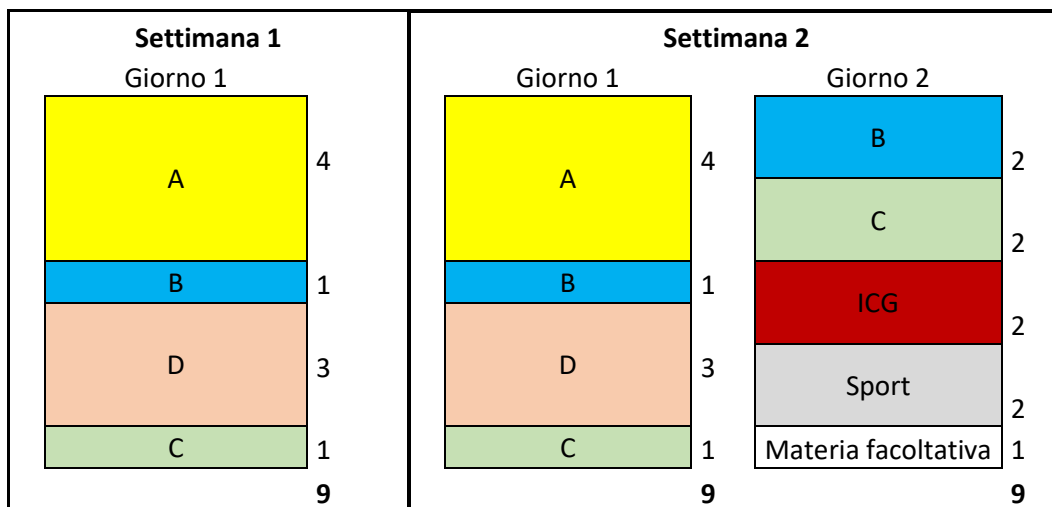 Settimana 1
Giorno 1
A
4
B
1
D
3
C
1
9
Settimana 2
Giorno 1
A
4
B
1
D
3
C
1
9
Giorno 2
B
2
C
2
ICG
2
Sport
2
Materia facoltativa
1
9